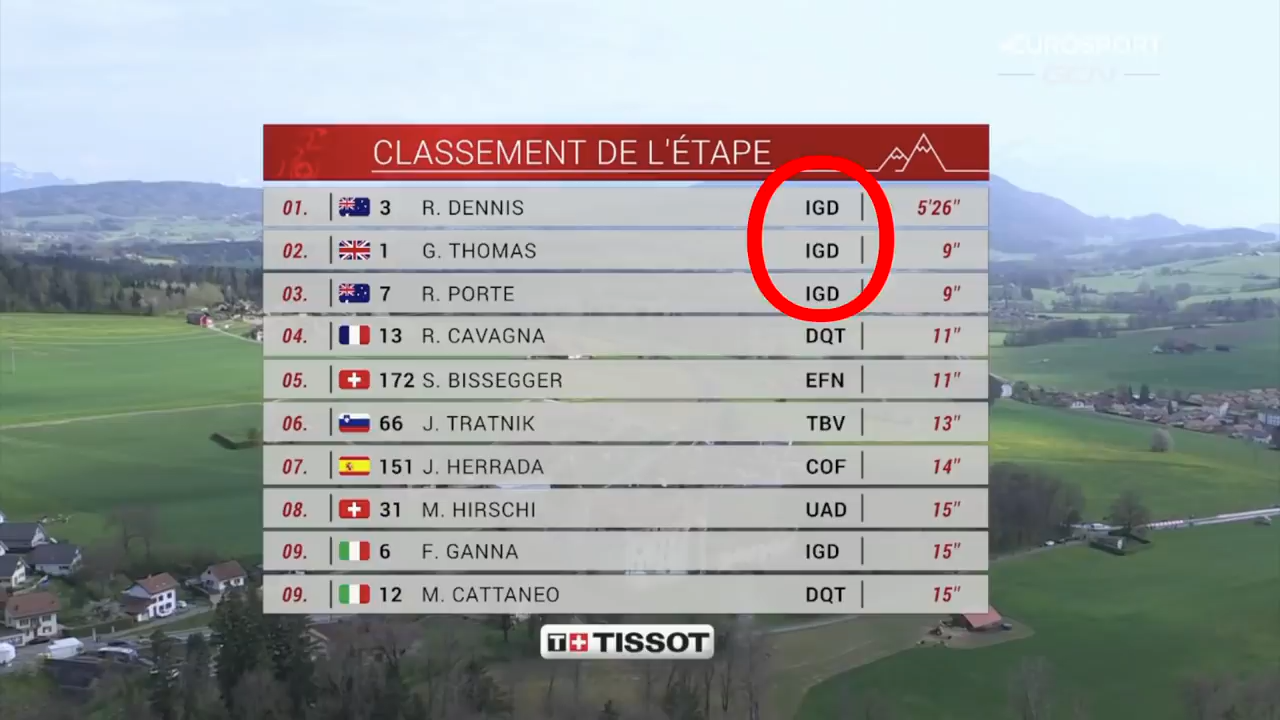 EUROSPORT
GCN
CLASSEMENT DE L'ÉTAPE
01. 3 R. DENNIS IGD 5'26"
02. 1 G. THOMAS IGD 9"
03. 7 R. PORTE IGD 9"
04. 13 R. CAVAGNA DQT 11"
05. 172 S. BISSEGGER EFN 11"
06. 66 J. TRATNIK TBV 13"
07. 151 J. HERRADA COF 14"
08. 31 M. HIRSCHI UAD 15"
09. 6 F. GANNA IGD 15"
09. 12 M. CATTANEO DQT 15"
T+ TISSOT